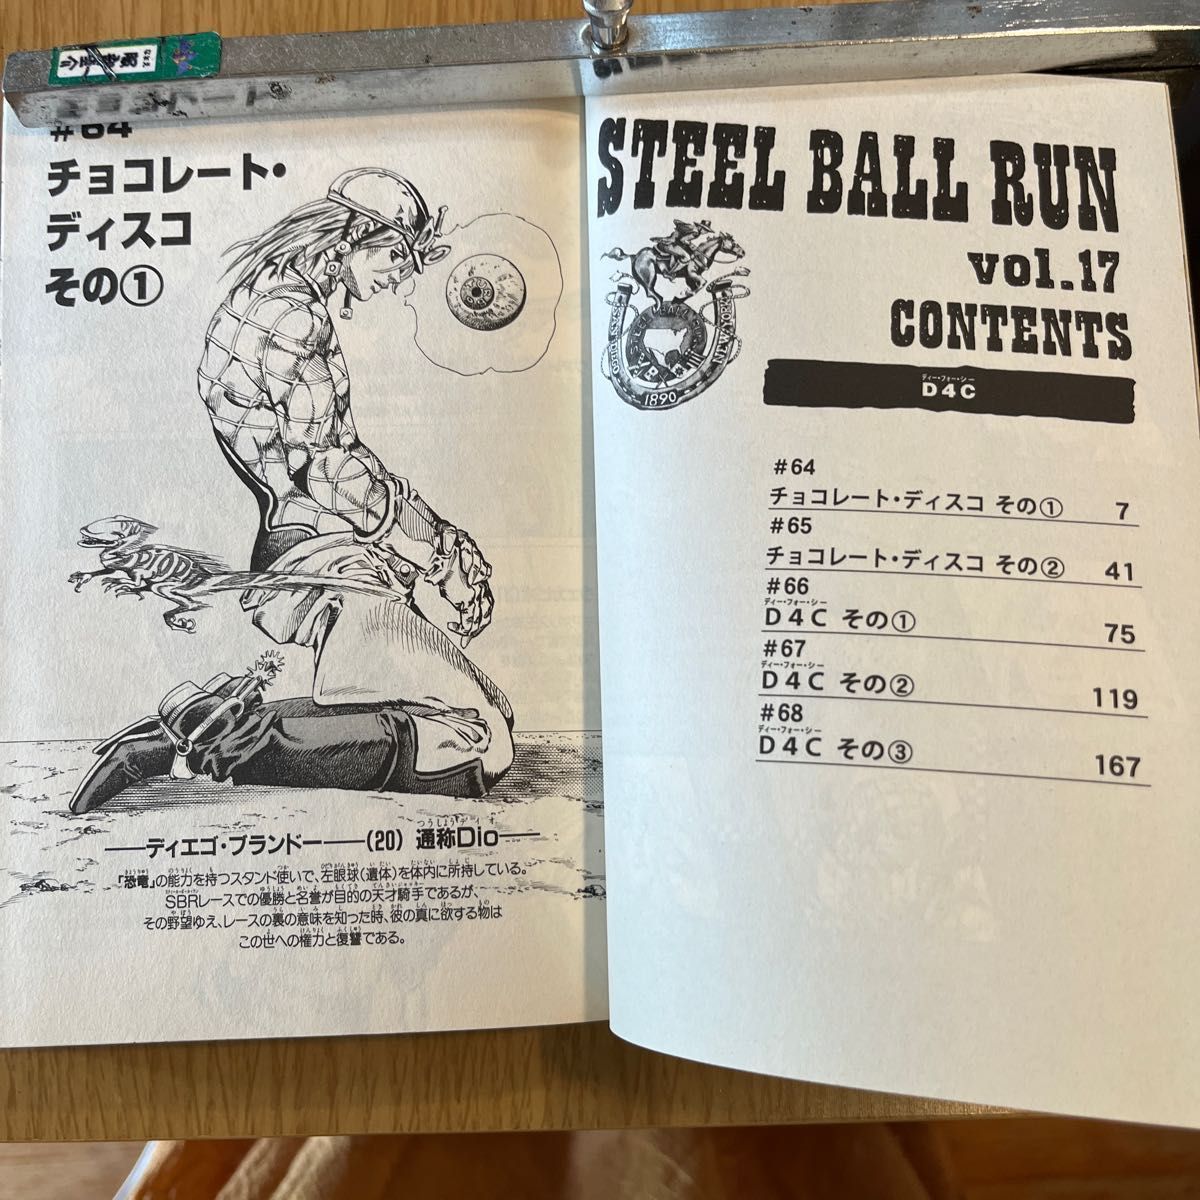 #64
チョコレート・
ディスコ
その①
ディエゴ・ブランドー――(20) 通称Dio
「恐竜」の能力を持つスタンド使いで、左眼球(遺体)を体内に所持している。
SBRレースでの優勝と名誉が目的の天才騎手であるが、
その野望ゆえ、レースの裏の意味を知った時、彼の真に欲する物は
この世への権力と復讐である。
STEEL BALL RUN
vol.17
CONTENTS
NEW YORK
1890
ディー・フォー・シー
D4C
#64
チョコレート・ディスコ その① 7
#65
チョコレート・ディスコ その② 41
#66
ディー・フォー・シー
D4C その① 75
#67
ディー・フォー・シー
D4C その② 119
#68
ディー・フォー・シー
D4C その③ 167